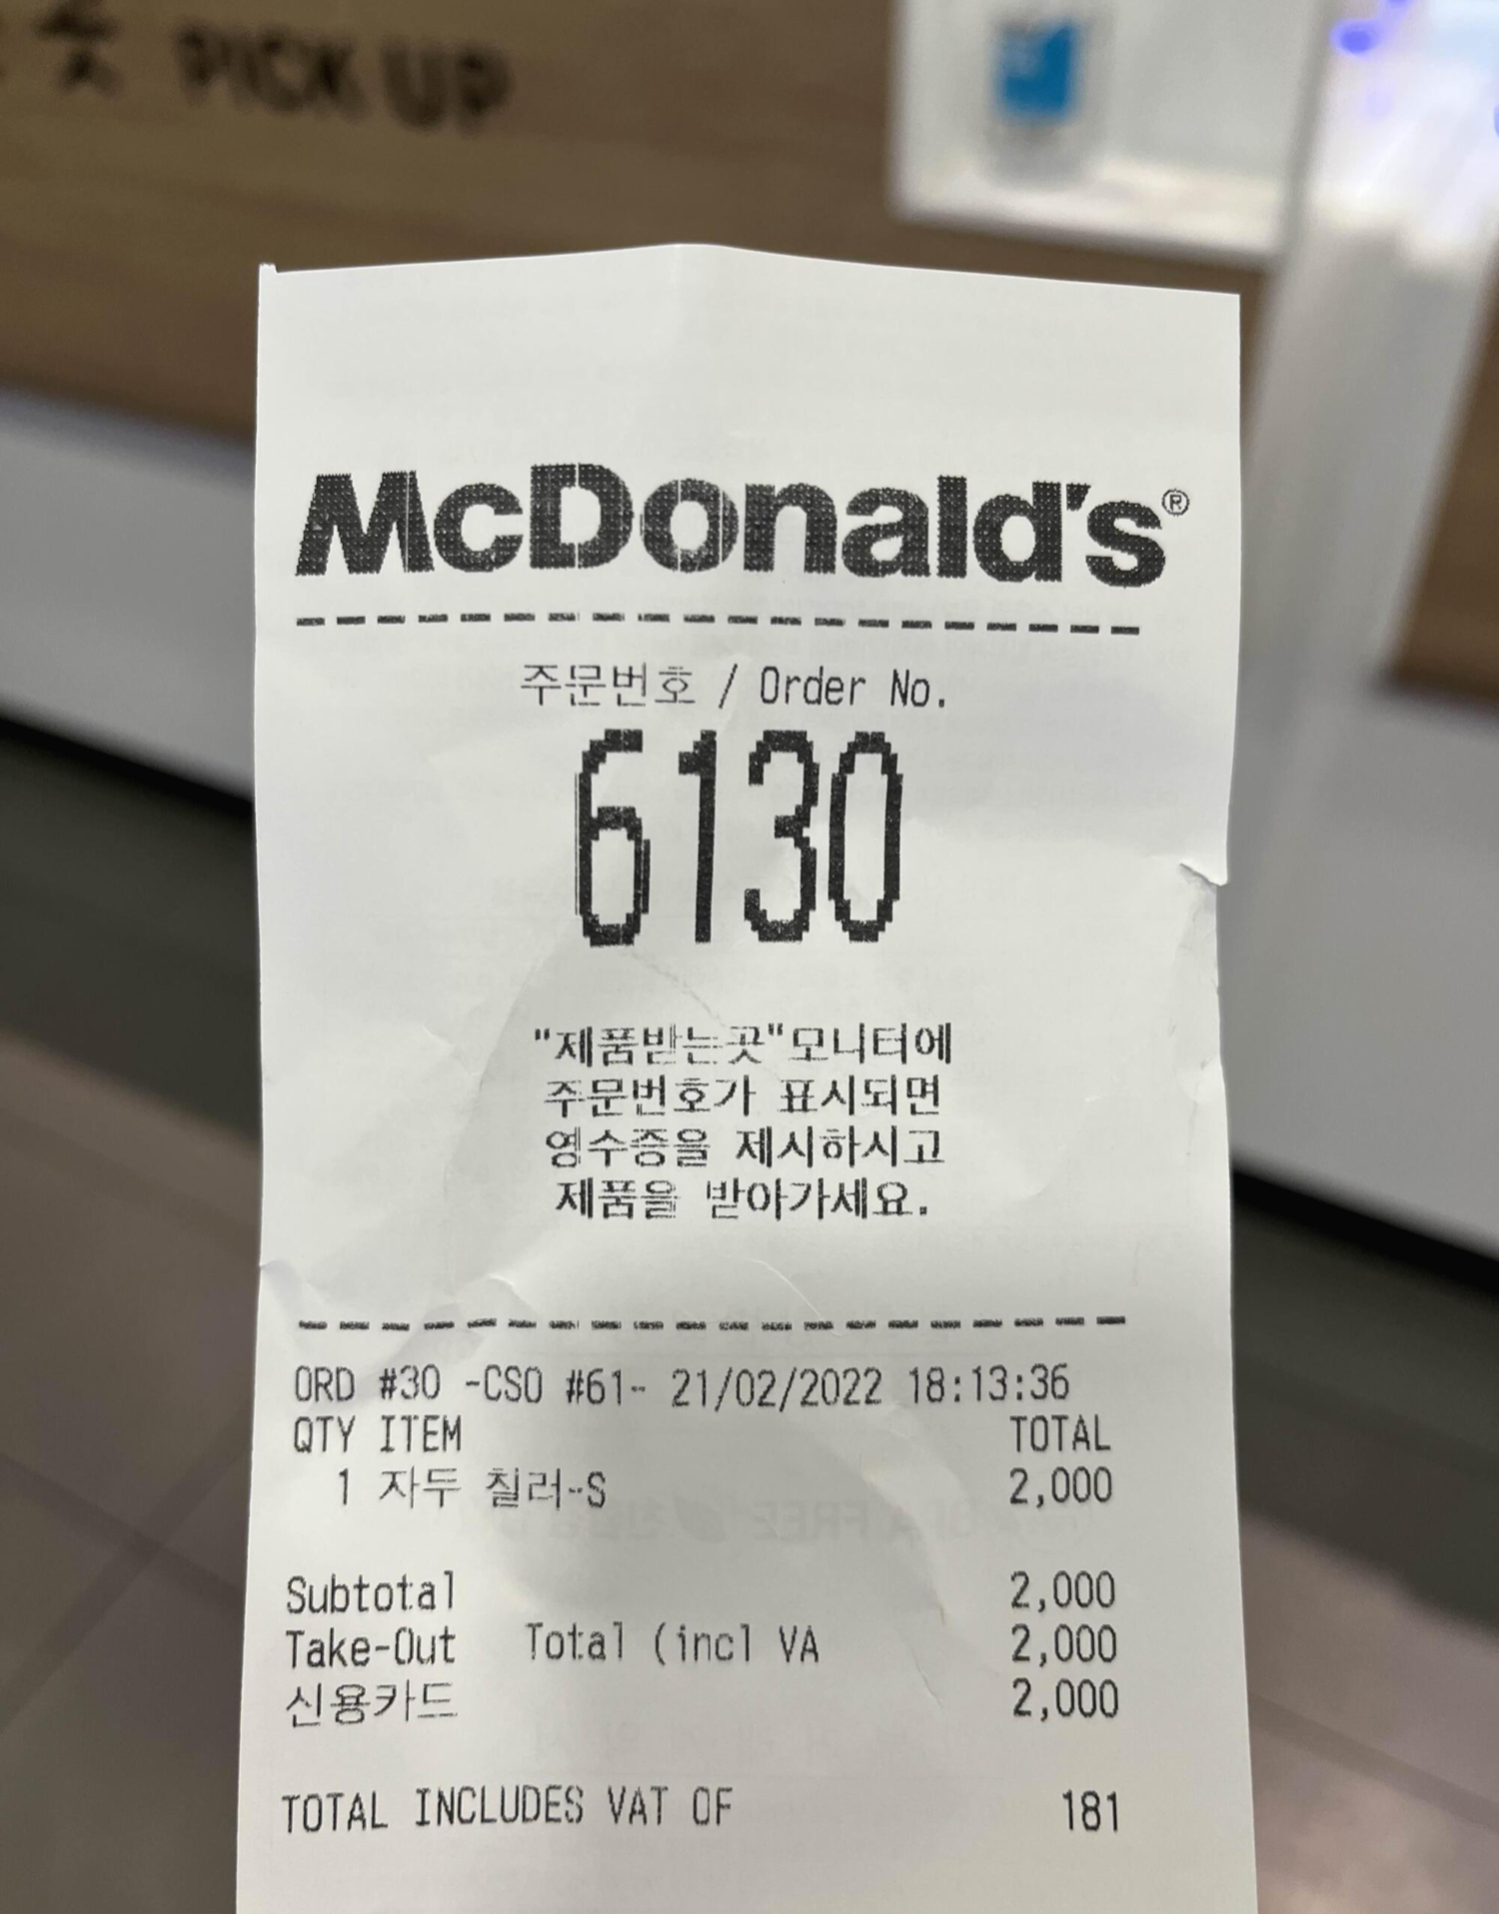 곳 PICK UP
McDonald's®
주문번호 / Order No.
6130
"제품받는곳"모니터에
주문번호가 표시되면
영수증을 제시하시고
제품을 받아가세요.
ORD #30 -CSO #61- 21/02/2022 18:13:36
QTY ITEM TOTAL
1 자두 칠러-S 2,000
Subtotal 2,000
Take-Out Total (incl VA 2,000
신용카드 2,000
TOTAL INCLUDES VAT OF 181